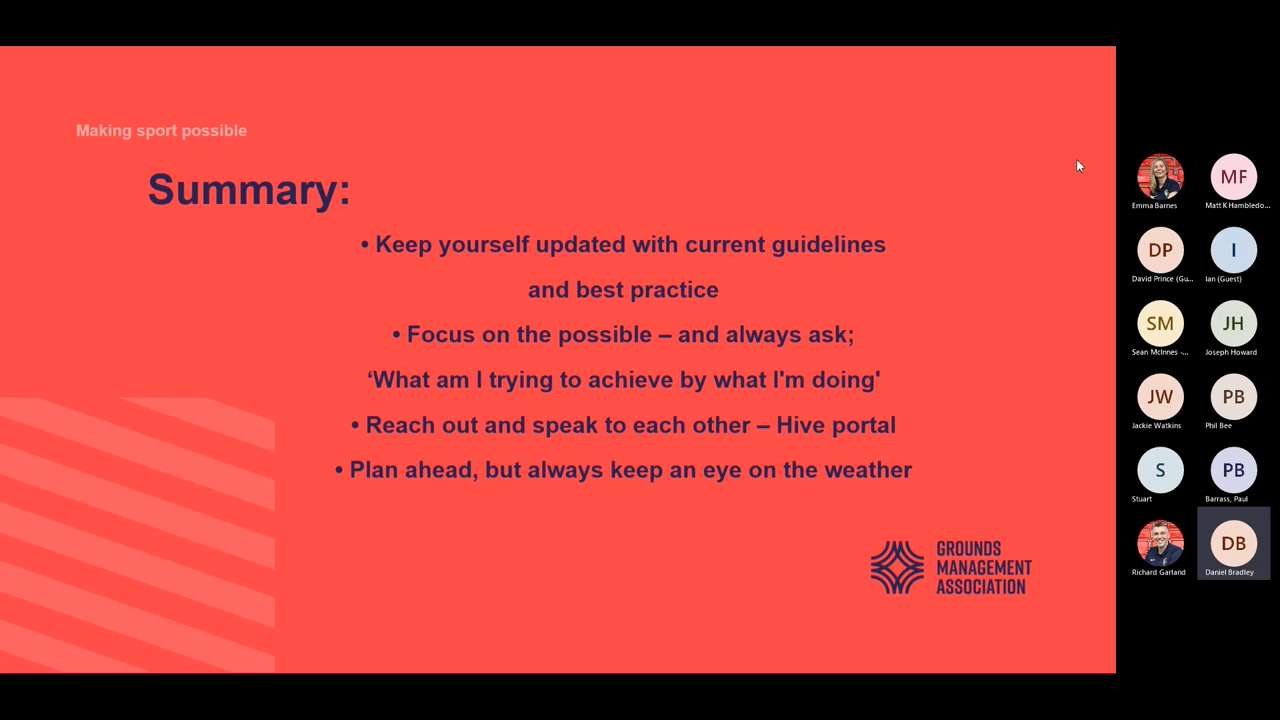 Making sport possible
Summary:
• Keep yourself updated with current guidelines
and best practice
• Focus on the possible – and always ask;
‘What am I trying to achieve by what I'm doing'
• Reach out and speak to each other – Hive portal
• Plan ahead, but always keep an eye on the weather
GROUNDS
MANAGEMENT
ASSOCIATION
MF
Emma Barnes
Matt K Hambledo...
DP
I
David Prince (Gu...
Ian (Guest)
SM
JH
Sean McInnes -...
Joseph Howard
JW
PB
Jackie Watkins
Phil Bee
S
PB
Stuart
Barrass, Paul
DB
Richard Garland
Daniel Bradley